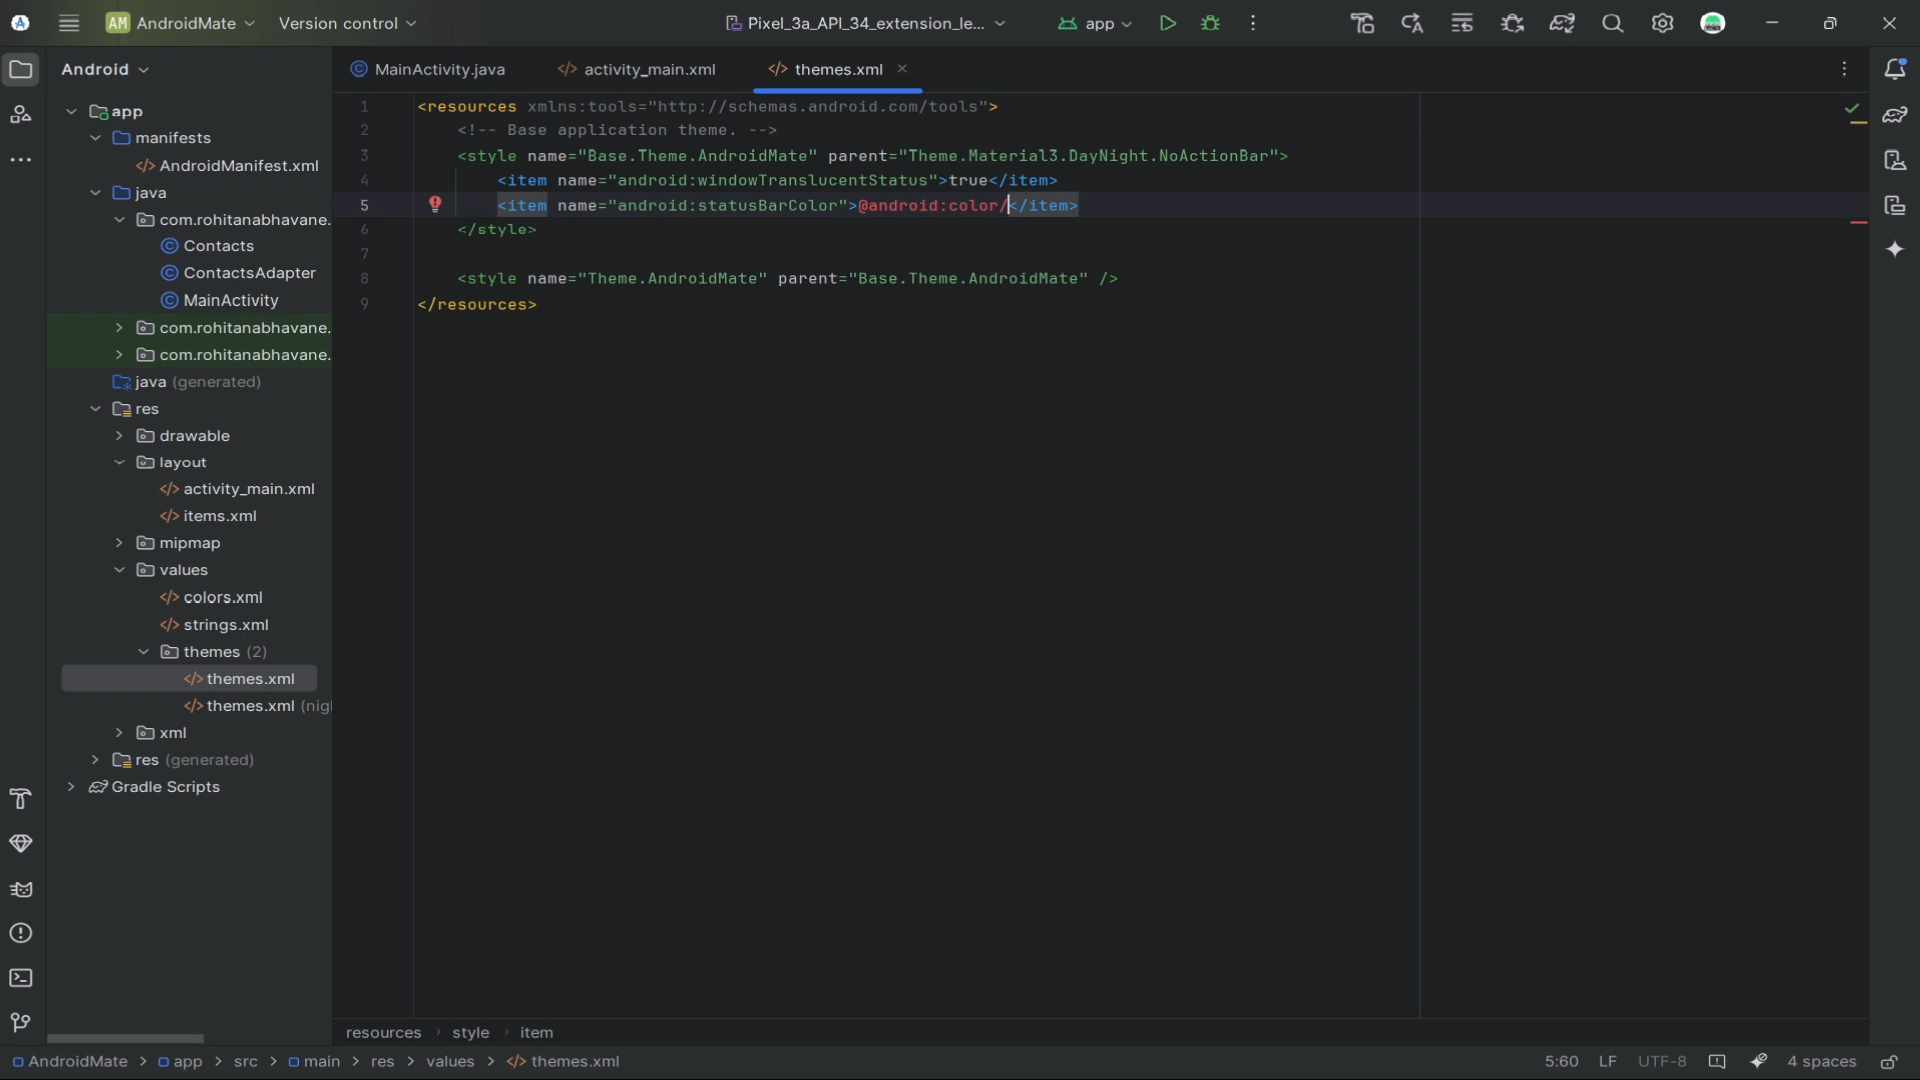 AM AndroidMate Version control Pixel_3a_API_34_extension_le... app
Android MainActivity.java activity_main.xml themes.xml
app
manifests
AndroidManifest.xml
java
com.rohitanabhavane.
Contacts
ContactsAdapter
MainActivity
com.rohitanabhavane.
com.rohitanabhavane.
java (generated)
res
drawable
layout
activity_main.xml
items.xml
mipmap
values
colors.xml
strings.xml
themes (2)
themes.xml
themes.xml (nig
xml
res (generated)
Gradle Scripts
1 <resources xmlns:tools="http://schemas.android.com/tools">
2 <!-- Base application theme. -->
3 <style name="Base.Theme.AndroidMate" parent="Theme.Material3.DayNight.NoActionBar">
4 <item name="android:windowTranslucentStatus">true</item>
5 <item name="android:statusBarColor">@android:color/</item>
6 </style>
7
8 <style name="Theme.AndroidMate" parent="Base.Theme.AndroidMate" />
9 </resources>
resources › style › item
AndroidMate > app > src > main > res > values > themes.xml 5:60 LF UTF-8 4 spaces